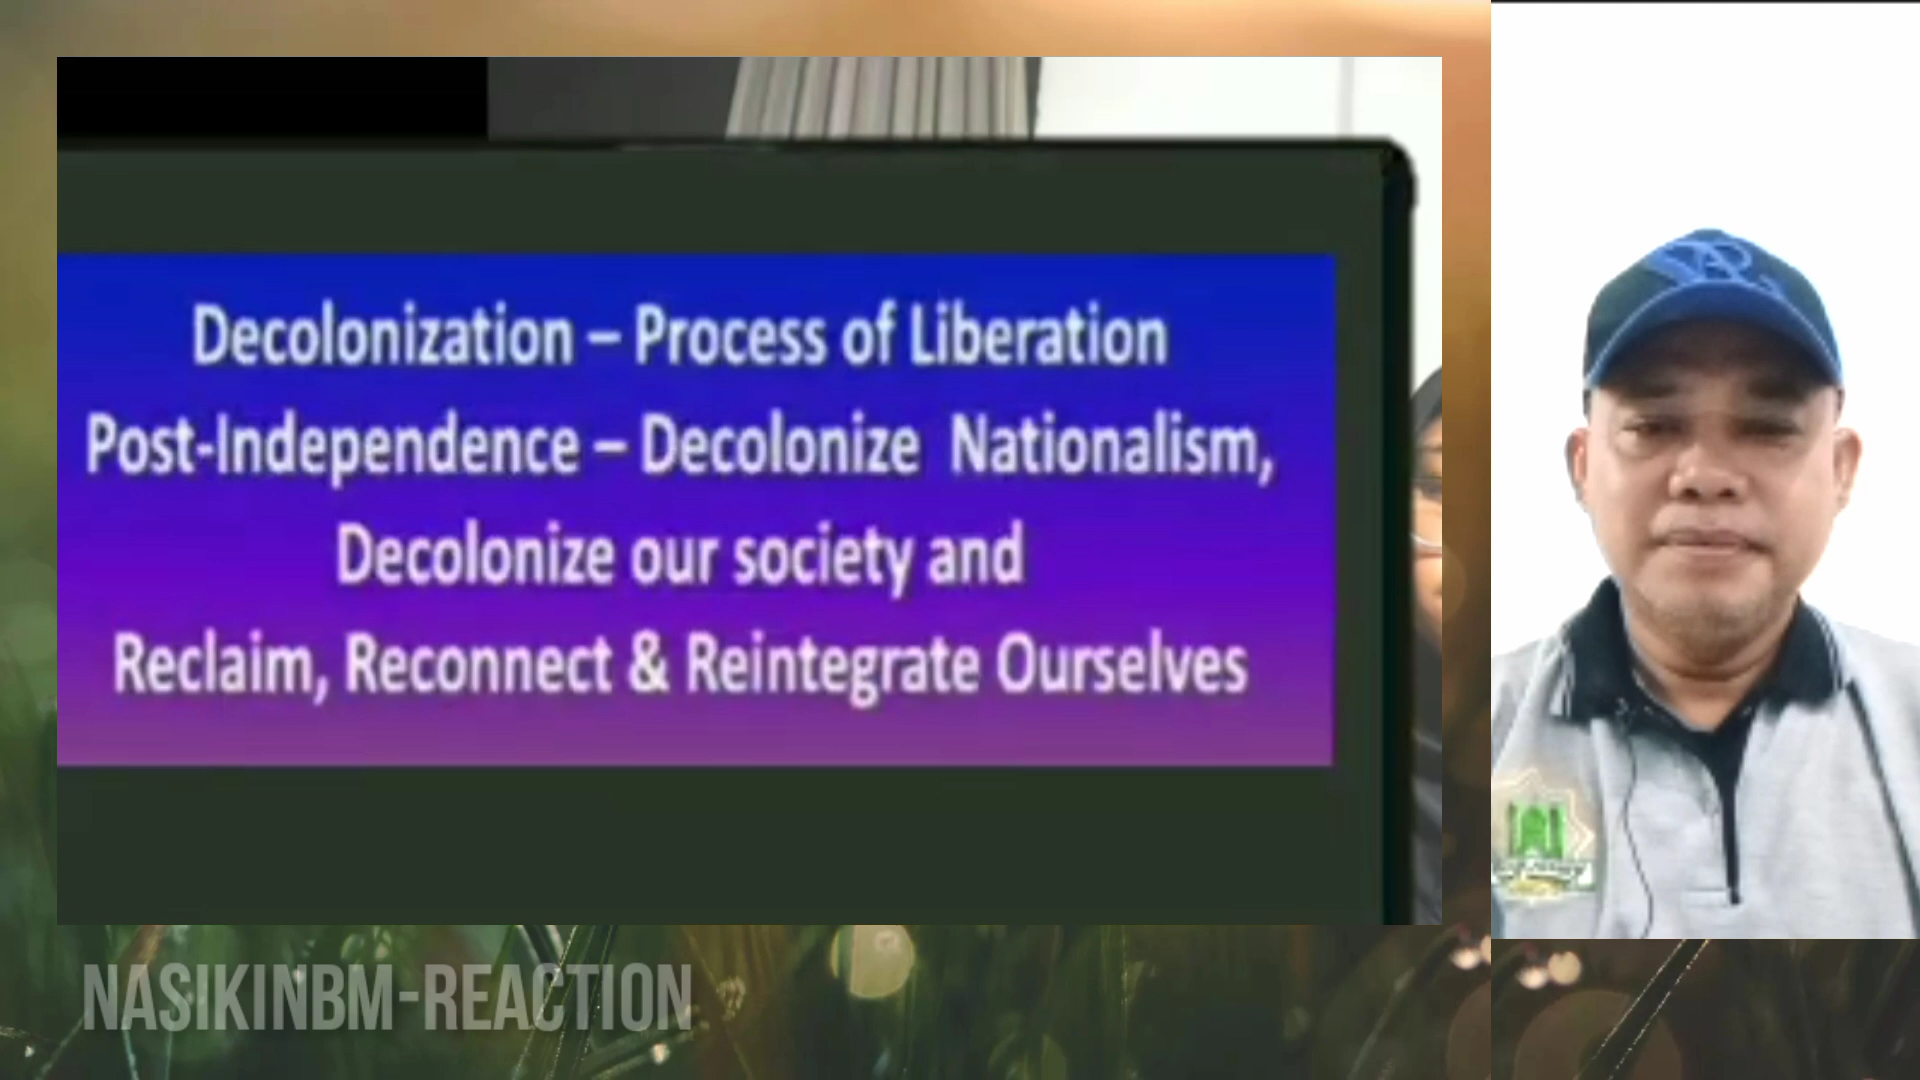 Decolonization – Process of Liberation
Post-Independence – Decolonize Nationalism,
Decolonize our society and
Reclaim, Reconnect & Reintegrate Ourselves
NASIKINBM-REACTION